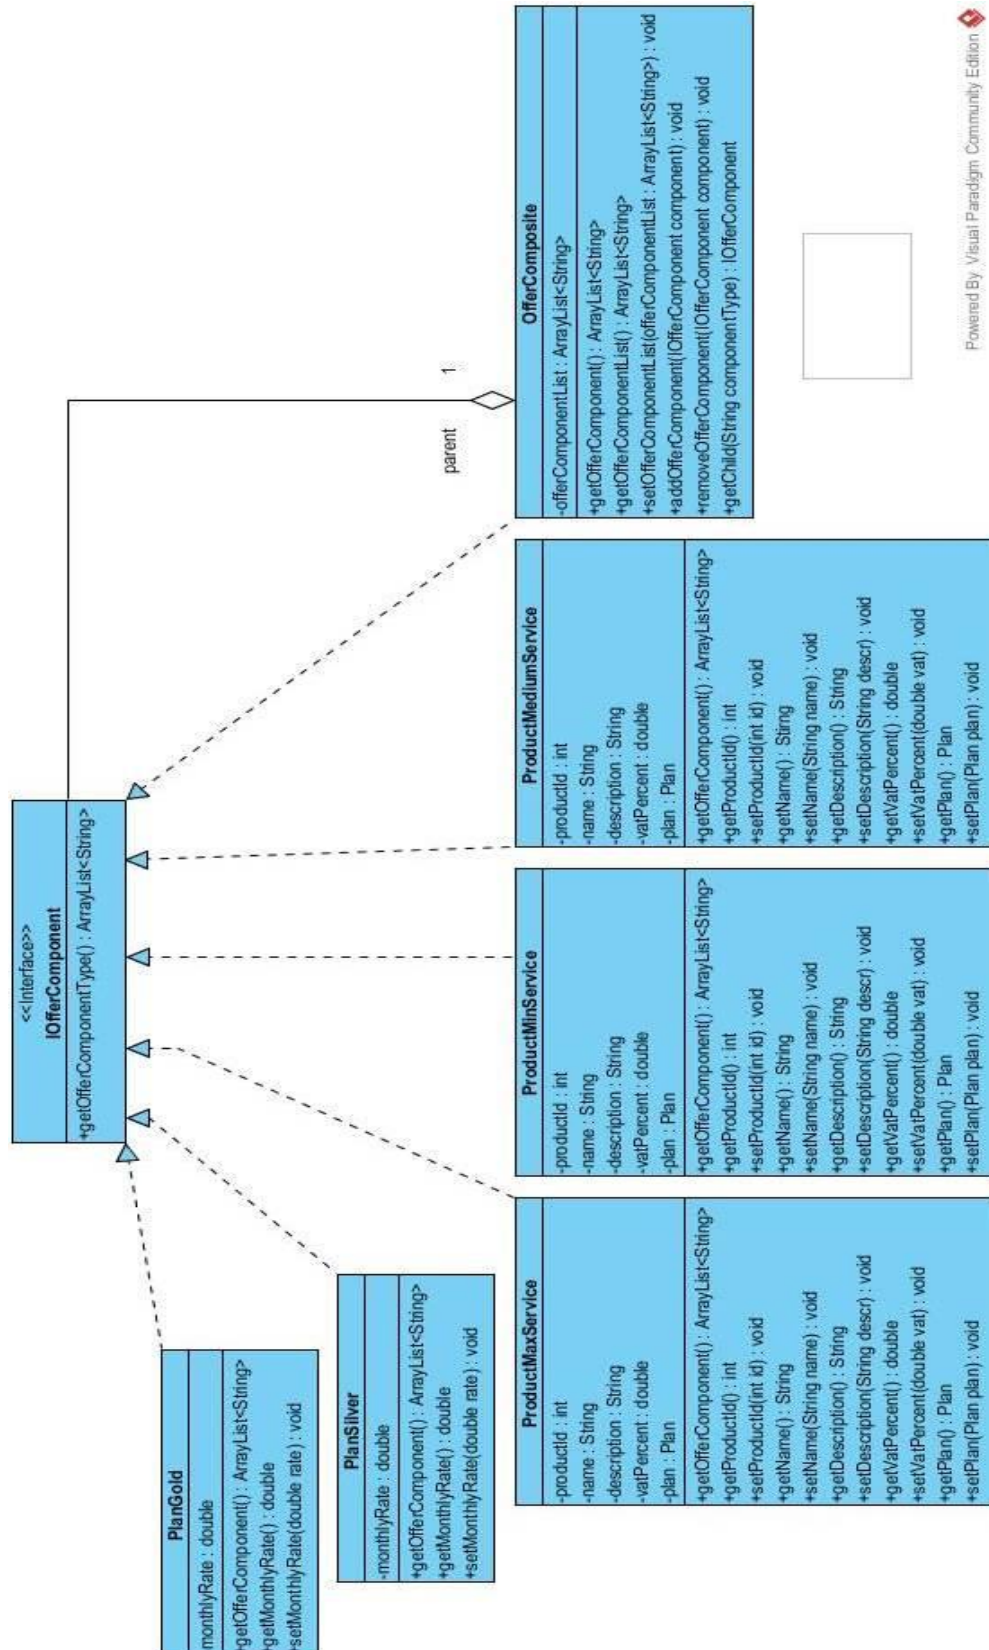 <<Interface>>
IOfferComponent
+getOfferComponentType() : ArrayList<String>
PlanGold
monthlyRate : double
+getOfferComponent() : ArrayList<String>
+getMonthlyRate() : double
+setMonthlyRate(double rate) : void
PlanSilver
-monthlyRate : double
+getOfferComponent() : ArrayList<String>
+getMonthlyRate() : double
+setMonthlyRate(double rate) : void
parent 1
ProductMaxService
-productId : int
-name : String
-description : String
-vatPercent : double
-plan : Plan
+getOfferComponent() : ArrayList<String>
+getProductId() : int
+setProductId(int id) : void
+getName() : String
+setName(String name) : void
+getDescription() : String
+setDescription(String descr) : void
+getVatPercent() : double
+setVatPercent(double vat) : void
+getPlan() : Plan
+setPlan(Plan plan) : void
ProductMinService
-productId : int
-name : String
-description : String
-vatPercent : double
-plan : Plan
+getOfferComponent() : ArrayList<String>
+getProductId() : int
+setProductId(int id) : void
+getName() : String
+setName(String name) : void
+getDescription() : String
+setDescription(String descr) : void
+getVatPercent() : double
+setVatPercent(double vat) : void
+getPlan() : Plan
+setPlan(Plan plan) : void
ProductMediumService
-productId : int
-name : String
-description : String
-vatPercent : double
-plan : Plan
+getOfferComponent() : ArrayList<String>
+getProductId() : int
+setProductId(int id) : void
+getName() : Stirng
+setName(String name) : void
+getDescription() : String
+setDescription(String descr) : void
+getVatPercent() : double
+setVatPercent(double vat) : void
+getPlan() : Plan
+setPlan(Plan plan) : void
OfferComposite
-offerComponentList : ArrayList<String>
+getOfferComponent() : ArrayList<String>
+getOfferComponentList() : ArrayList<String>
+setOfferComponentList(offerComponentList : ArrayList<String>) : void
+addOfferComponent(IOfferComponent component) : void
+removeOfferComponent(IOfferComponent component) : void
+getChild(String componentType) : IOfferComponent
Powered By Visual Paradigm Community Edition